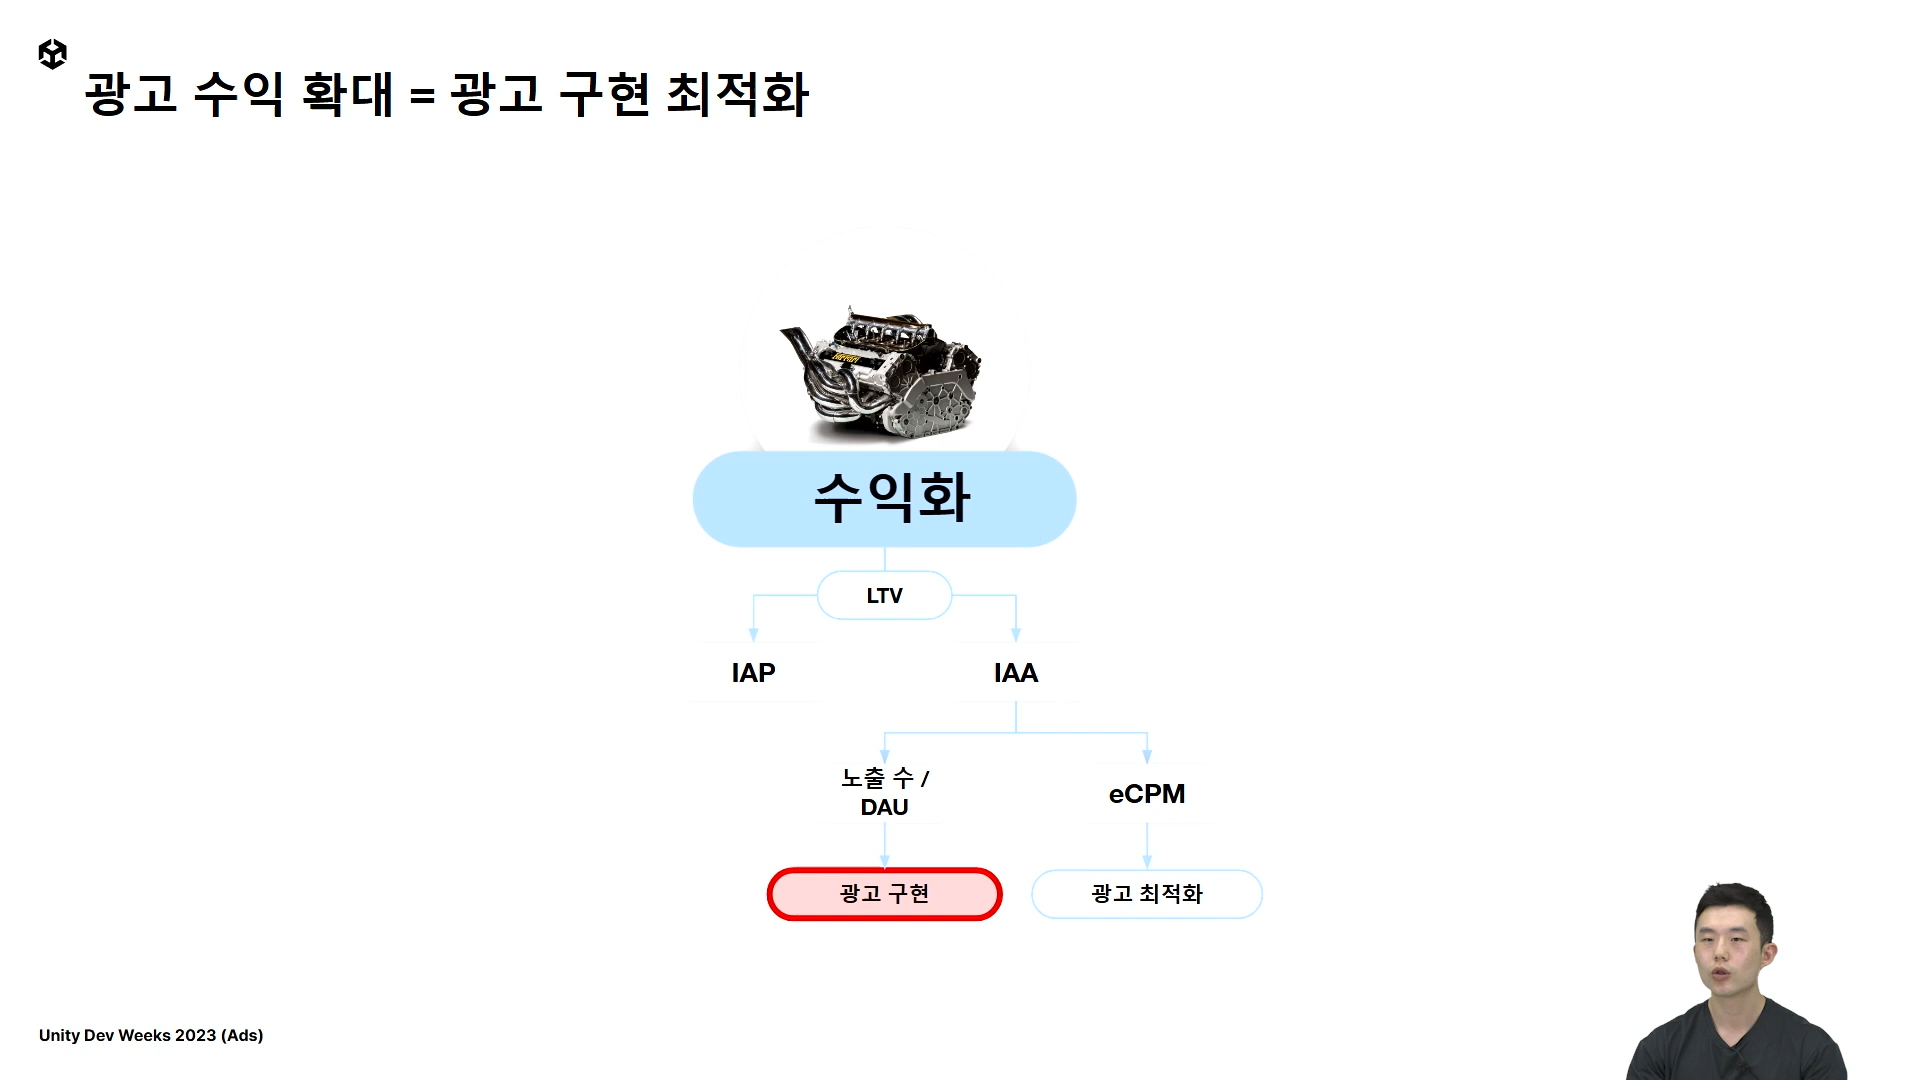 광고 수익 확대 = 광고 구현 최적화
Ferrari
수익화
LTV
IAP
IAA
노출 수 /
DAU
eCPM
광고 구현
광고 최적화
Unity Dev Weeks 2023 (Ads)